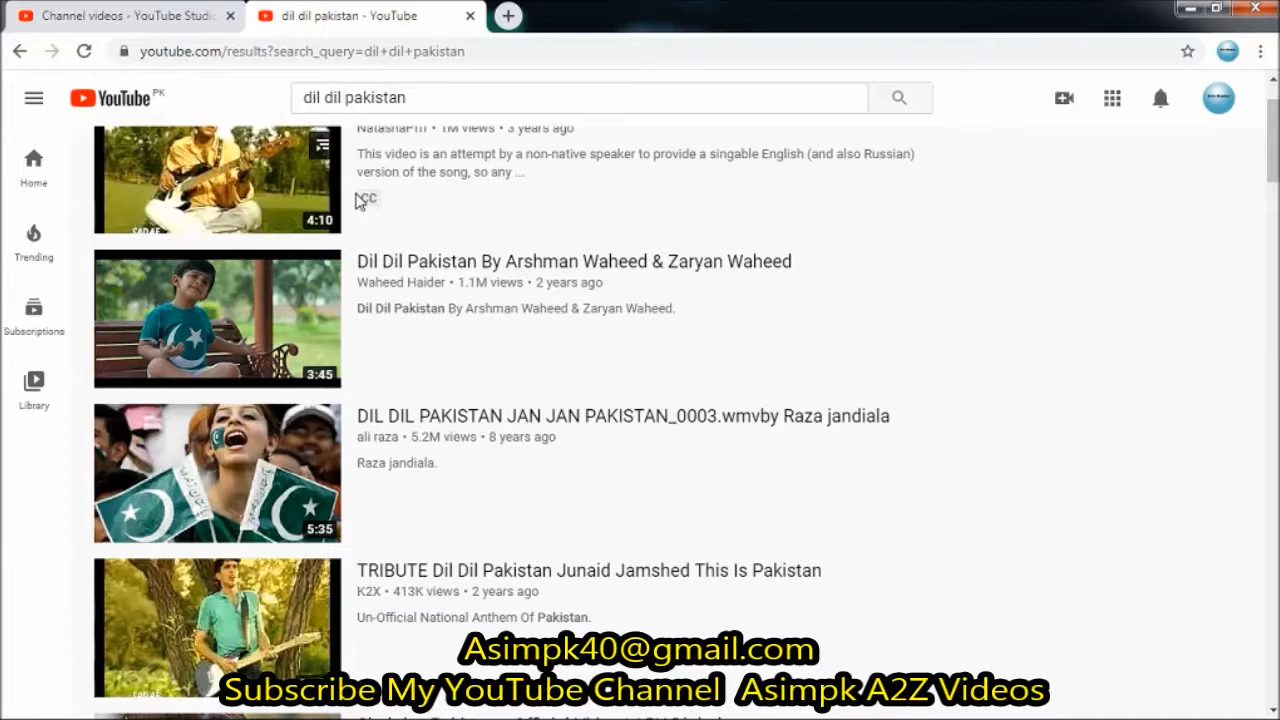 Channel videos - YouTube Studio
dil dil pakistan - YouTube
youtube.com/results?search_query=dil+dil+pakistan
YouTube PK
dil dil pakistan
Home
Trending
Subscriptions
Library
1M views • 3 years ago
This video is an attempt by a non-native speaker to provide a singable English (and also Russian)
version of the song, so any ...
CC
4:10
Dil Dil Pakistan By Arshman Waheed & Zaryan Waheed
Waheed Haider • 1.1M views • 2 years ago
Dil Dil Pakistan By Arshman Waheed & Zaryan Waheed.
3:45
DIL DIL PAKISTAN JAN JAN PAKISTAN_0003.wmvby Raza jandiala
ali raza • 5.2M views • 8 years ago
Raza jandiala.
5:35
TRIBUTE Dil Dil Pakistan Junaid Jamshed This Is Pakistan
K2X • 413K views • 2 years ago
Un-Official National Anthem Of Pakistan.
Asimpk40@gmail.com
Subscribe My YouTube Channel Asimpk A2Z Videos